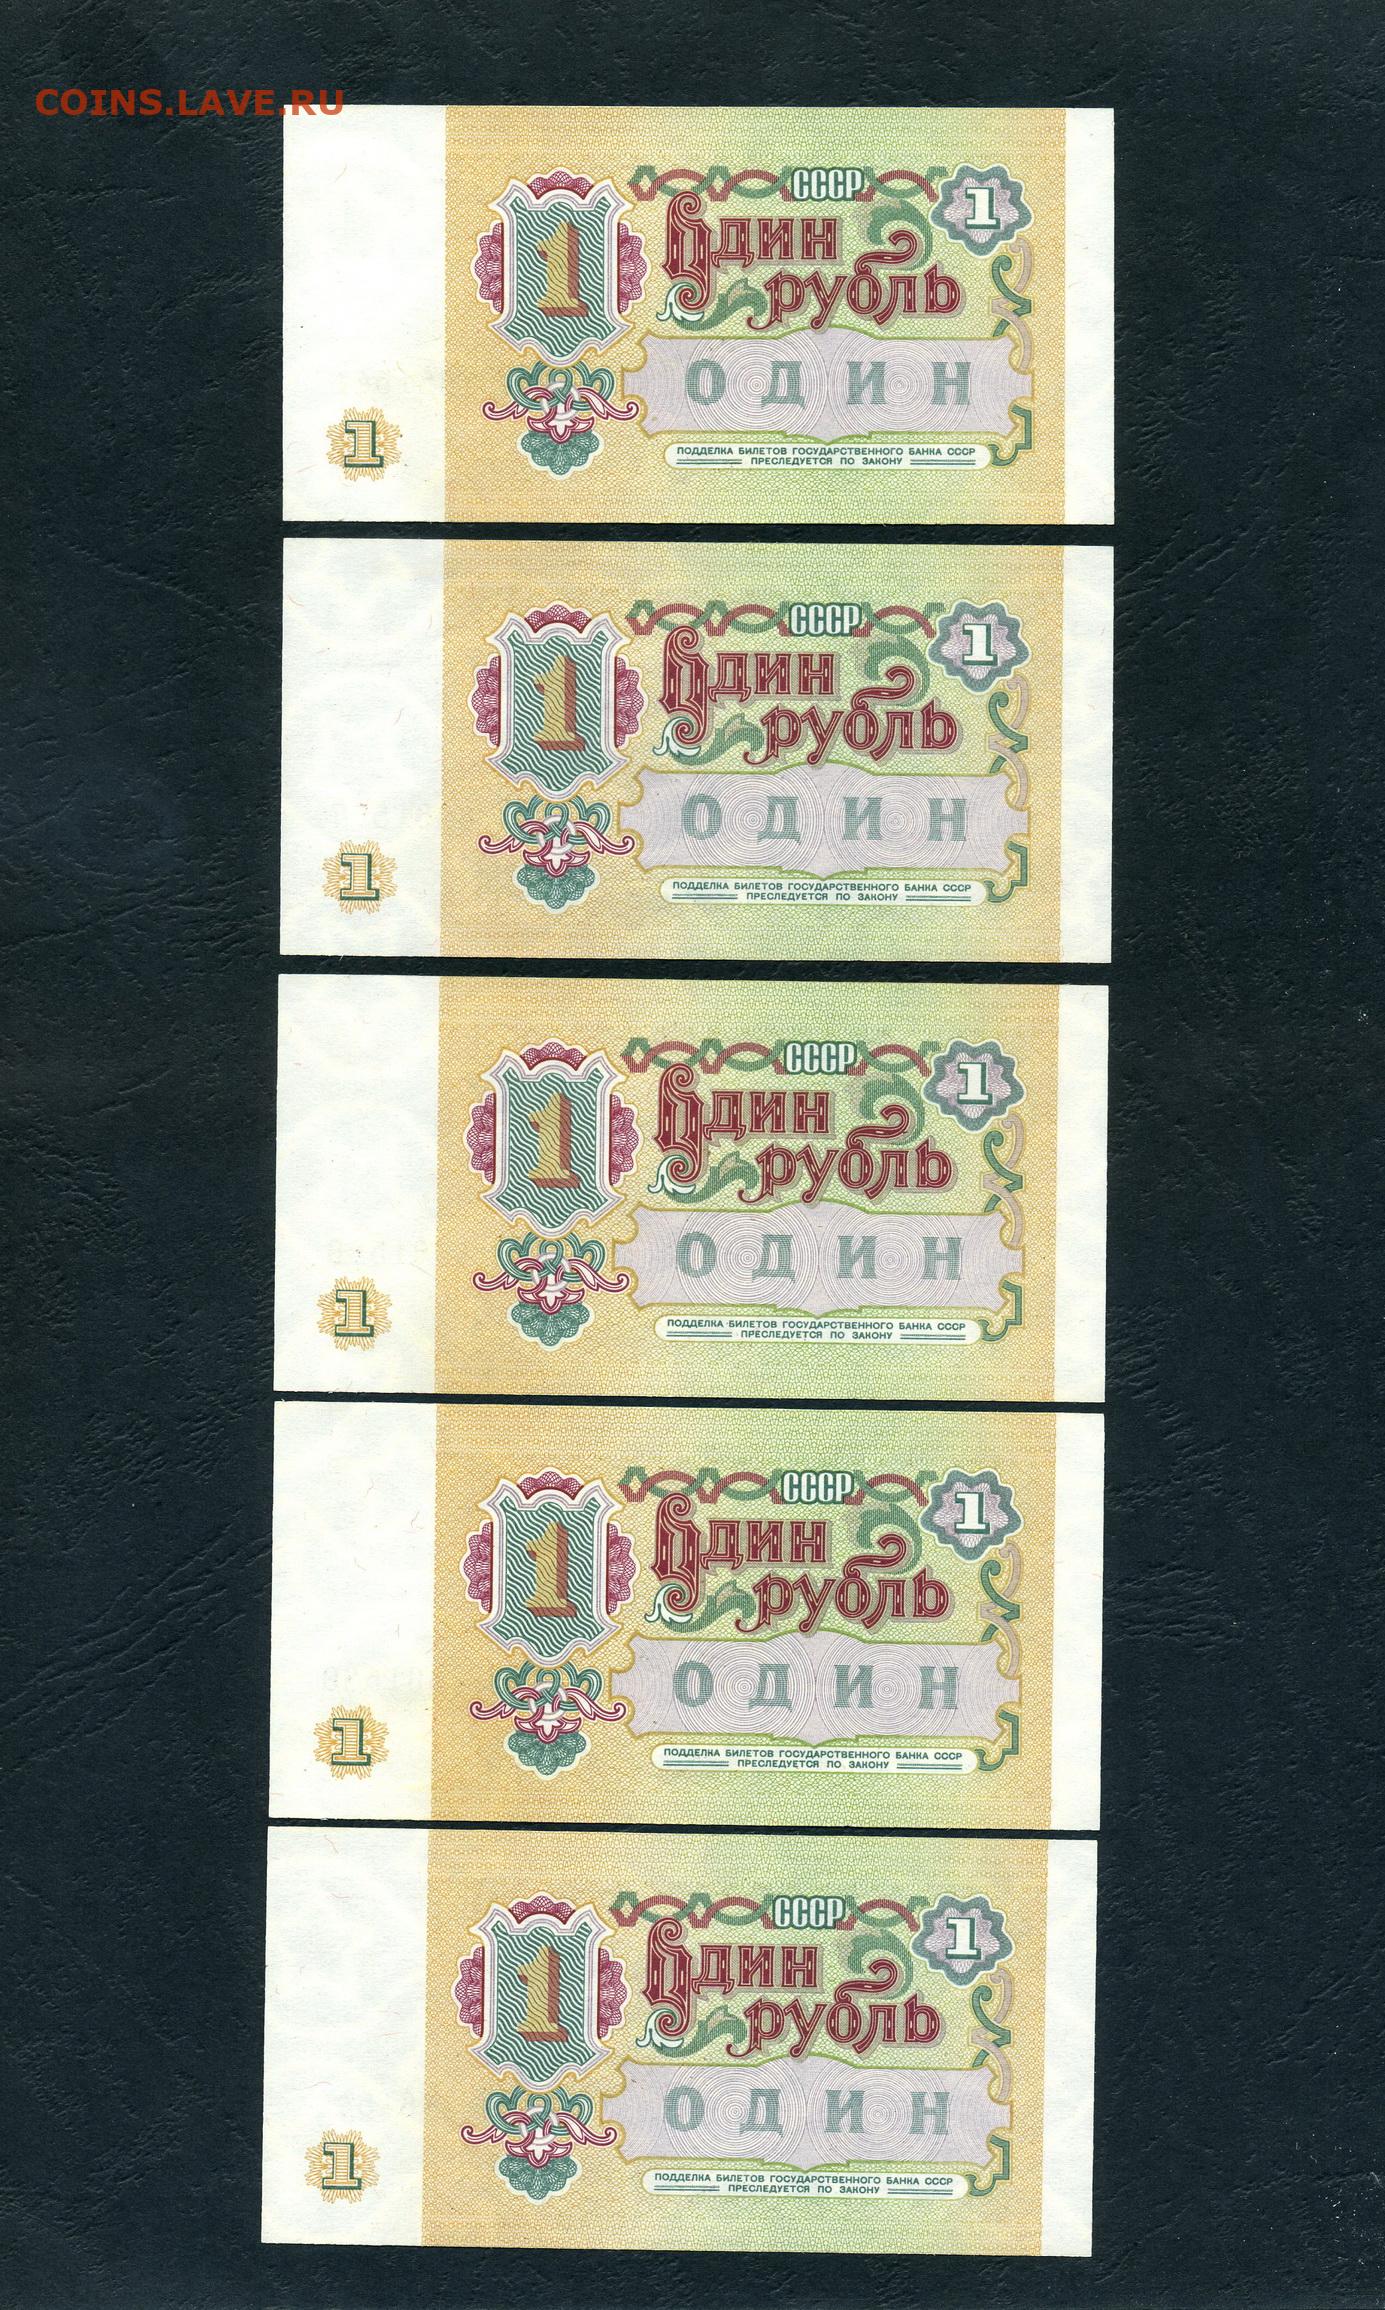 COINS.LAVE.RU
СССР
1
1
Один
рубль
ОДИН
1
ПОДДЕЛКА БИЛЕТОВ ГОСУДАРСТВЕННОГО БАНКА СССР
ПРЕСЛЕДУЕТСЯ ПО ЗАКОНУ
СССР
1
1
Один
рубль
ОДИН
1
ПОДДЕЛКА БИЛЕТОВ ГОСУДАРСТВЕННОГО БАНКА СССР
ПРЕСЛЕДУЕТСЯ ПО ЗАКОНУ
СССР
1
1
Один
рубль
ОДИН
1
ПОДДЕЛКА БИЛЕТОВ ГОСУДАРСТВЕННОГО БАНКА СССР
ПРЕСЛЕДУЕТСЯ ПО ЗАКОНУ
СССР
1
1
Один
рубль
ОДИН
1
ПОДДЕЛКА БИЛЕТОВ ГОСУДАРСТВЕННОГО БАНКА СССР
ПРЕСЛЕДУЕТСЯ ПО ЗАКОНУ
СССР
1
1
Один
рубль
ОДИН
1
ПОДДЕЛКА БИЛЕТОВ ГОСУДАРСТВЕННОГО БАНКА СССР
ПРЕСЛЕДУЕТСЯ ПО ЗАКОНУ